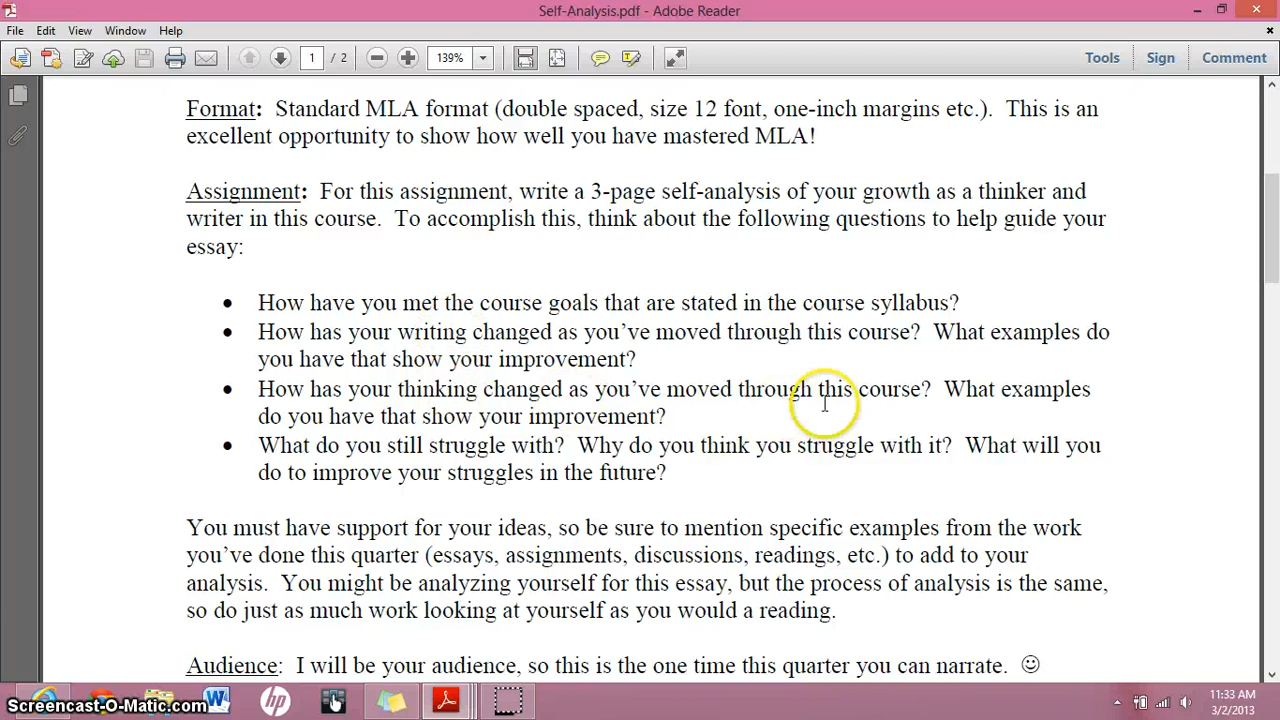 Self-Analysis.pdf - Adobe Reader
File Edit View Window Help
1 / 2 139% Tools Sign Comment
Format: Standard MLA format (double spaced, size 12 font, one-inch margins etc.). This is an
excellent opportunity to show how well you have mastered MLA!
Assignment: For this assignment, write a 3-page self-analysis of your growth as a thinker and
writer in this course. To accomplish this, think about the following questions to help guide your
essay:
• How have you met the course goals that are stated in the course syllabus?
• How has your writing changed as you’ve moved through this course? What examples do
you have that show your improvement?
• How has your thinking changed as you’ve moved through this course? What examples
do you have that show your improvement?
• What do you still struggle with? Why do you think you struggle with it? What will you
do to improve your struggles in the future?
You must have support for your ideas, so be sure to mention specific examples from the work
you’ve done this quarter (essays, assignments, discussions, readings, etc.) to add to your
analysis. You might be analyzing yourself for this essay, but the process of analysis is the same,
so do just as much work looking at yourself as you would a reading.
Audience: I will be your audience, so this is the one time this quarter you can narrate. ☺
Screencast-O-Matic.com
11:33 AM
3/2/2013